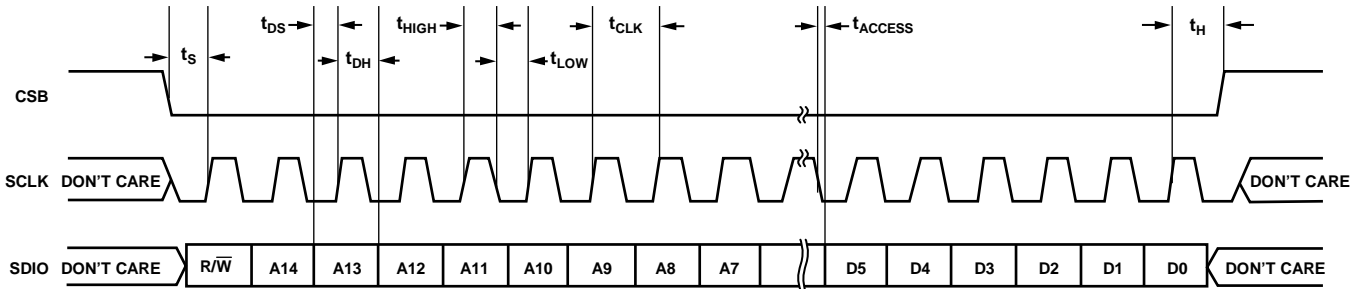 tDS tHIGH tCLK tACCESS tH
tS tDH tLOW
CSB
SCLK DON'T CARE DON'T CARE
SDIO DON'T CARE R/W̅ A14 A13 A12 A11 A10 A9 A8 A7 D5 D4 D3 D2 D1 D0 DON'T CARE